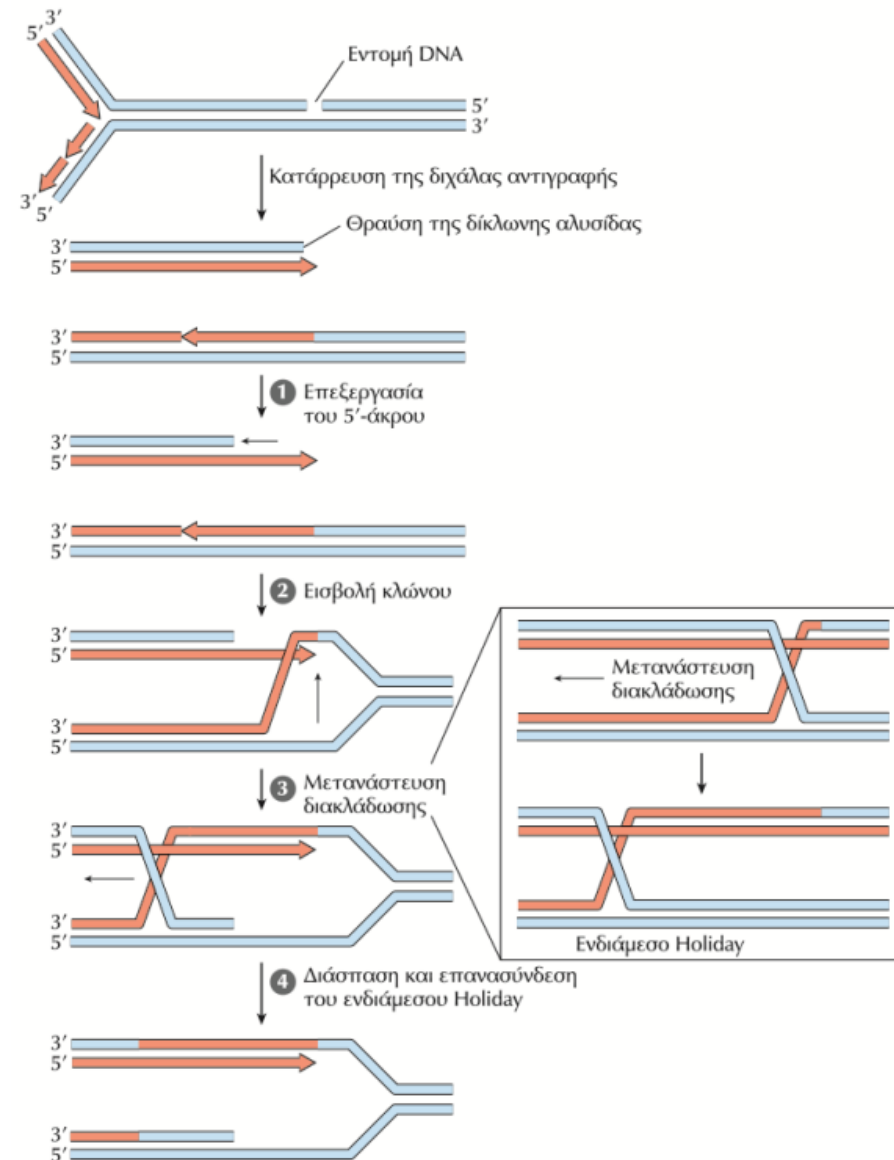 3′
5′
Εντομή DNA
5′
3′
3′
5′
Κατάρρευση της διχάλας αντιγραφής
Θραύση της δίκλωνης αλυσίδας
3′
5′
3′
5′
1 Επεξεργασία
του 5′-άκρου
3′
5′
3′
5′
2 Εισβολή κλώνου
3′
5′
3′
5′
3 Μετανάστευση
διακλάδωσης
Μετανάστευση
διακλάδωσης
Ενδιάμεσο Holiday
3′
5′
3′
5′
4 Διάσπαση και επανασύνδεση
του ενδιάμεσου Holiday
3′
5′
3′
5′